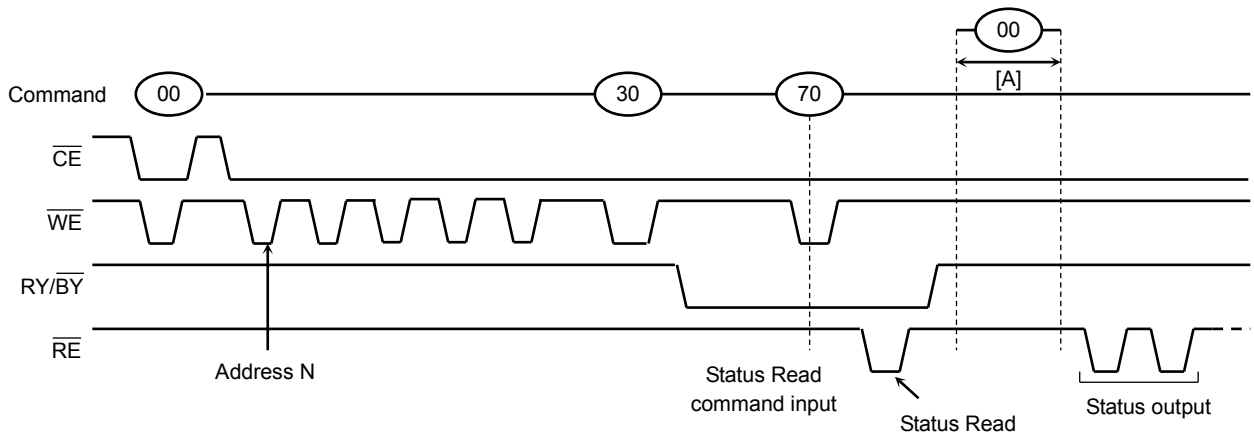 00
[A]
Command 00 30 70
CE
WE
RY/BY
RE
Address N
Status Read
command input
Status Read
Status output